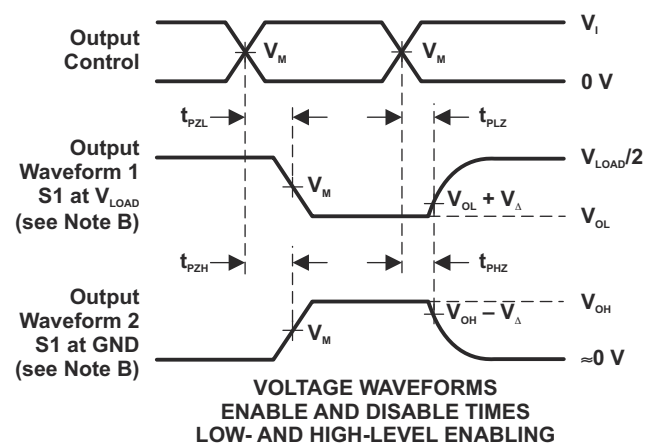 Output
Control
V_M
V_M
V_I
0 V
t_PZL
t_PLZ
Output
Waveform 1
S1 at V_LOAD
(see Note B)
V_M
V_OL + V_Δ
V_LOAD/2
V_OL
t_PZH
t_PHZ
Output
Waveform 2
S1 at GND
(see Note B)
V_M
V_OH − V_Δ
V_OH
≈0 V
VOLTAGE WAVEFORMS
ENABLE AND DISABLE TIMES
LOW- AND HIGH-LEVEL ENABLING